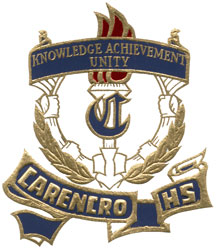 KNOWLEDGE ACHIEVEMENT
UNITY
C
CARENCRO HS